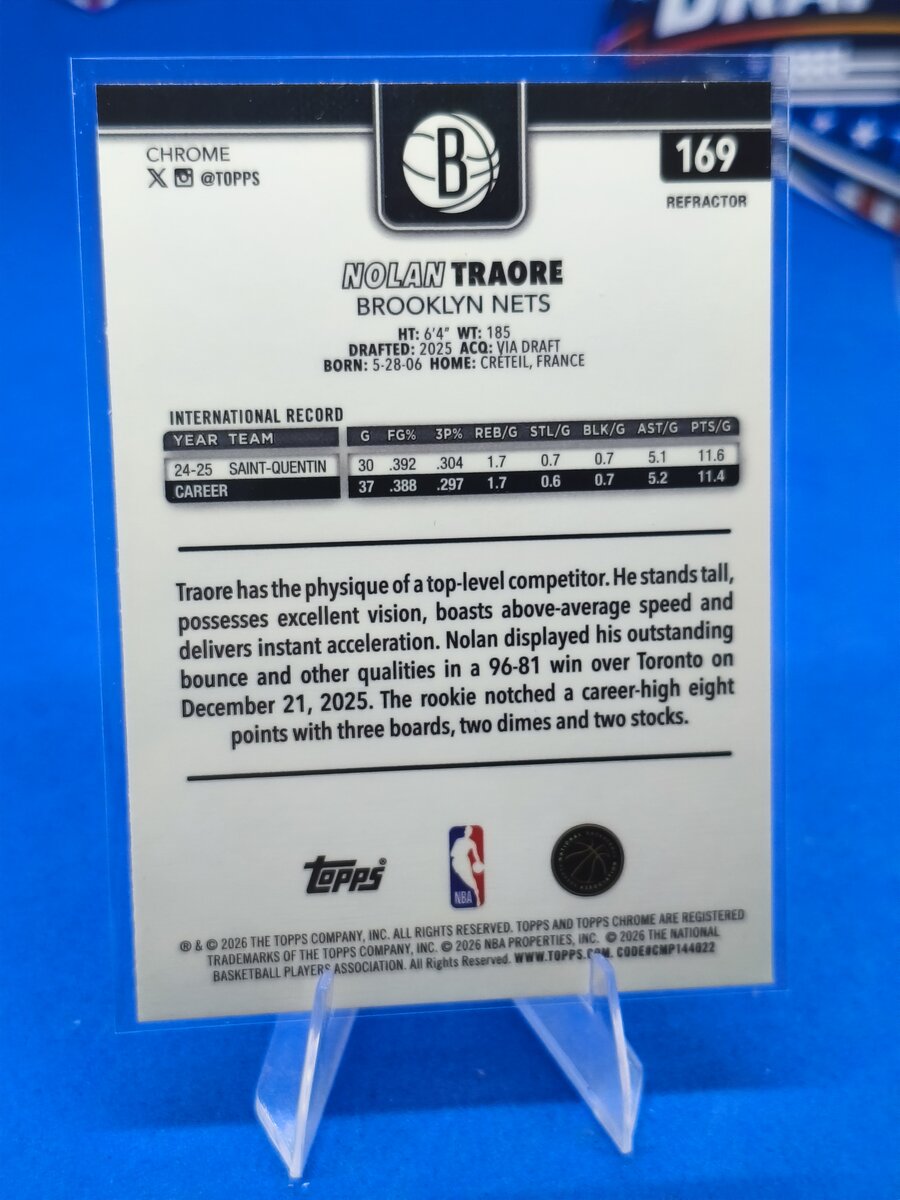 CHROME
@TOPPS
B
169
REFRACTOR
NOLAN TRAORE
BROOKLYN NETS
HT: 6'4" WT: 185
DRAFTED: 2025 ACQ: VIA DRAFT
BORN: 5-28-06 HOME: CRÉTEIL, FRANCE
INTERNATIONAL RECORD
YEAR TEAM G FG% 3P% REB/G STL/G BLK/G AST/G PTS/G
24-25 SAINT-QUENTIN 30 .392 .304 1.7 0.7 0.7 5.1 11.6
CAREER 37 .388 .297 1.7 0.6 0.7 5.2 11.4
Traore has the physique of a top-level competitor. He stands tall,
possesses excellent vision, boasts above-average speed and
delivers instant acceleration. Nolan displayed his outstanding
bounce and other qualities in a 96-81 win over Toronto on
December 21, 2025. The rookie notched a career-high eight
points with three boards, two dimes and two stocks.
Topps®
NBA
® & © 2026 THE TOPPS COMPANY, INC. ALL RIGHTS RESERVED. TOPPS AND TOPPS CHROME ARE REGISTERED
TRADEMARKS OF THE TOPPS COMPANY, INC. © 2026 NBA PROPERTIES, INC. © 2026 THE NATIONAL
BASKETBALL PLAYERS ASSOCIATION. All Rights Reserved. WWW.TOPPS.COM. CODE#CMP144022